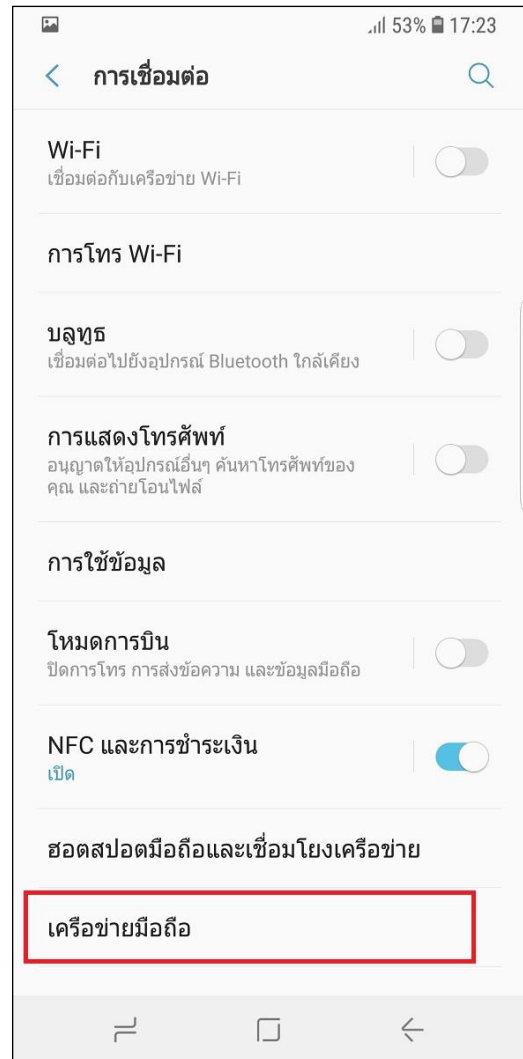 53% 17:23
การเชื่อมต่อ
Wi-Fi
เชื่อมต่อกับเครือข่าย Wi-Fi
การโทร Wi-Fi
บลูทูธ
เชื่อมต่อไปยังอุปกรณ์ Bluetooth ใกล้เคียง
การแสดงโทรศัพท์
อนุญาตให้อุปกรณ์อื่นๆ ค้นหาโทรศัพท์ของ
คุณ และถ่ายโอนไฟล์
การใช้ข้อมูล
โหมดการบิน
ปิดการโทร การส่งข้อความ และข้อมูลมือถือ
NFC และการชำระเงิน
เปิด
ฮอตสปอตมือถือและเชื่อมโยงเครือข่าย
เครือข่ายมือถือ